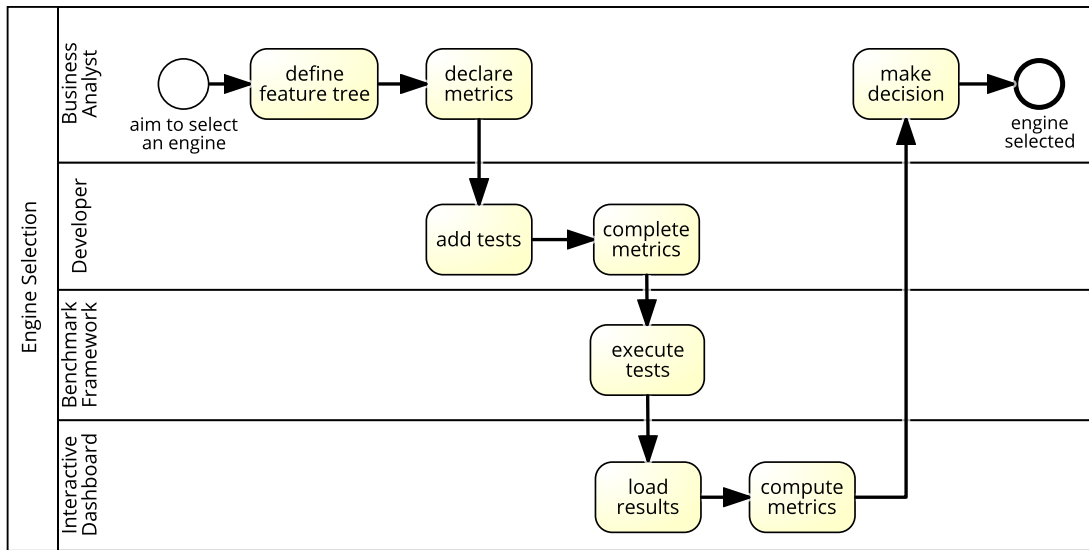 Engine Selection
Business
Analyst
aim to select
an engine
define
feature tree
declare
metrics
make
decision
engine
selected
Developer
add tests
complete
metrics
Benchmark
Framework
execute
tests
Interactive
Dashboard
load
results
compute
metrics